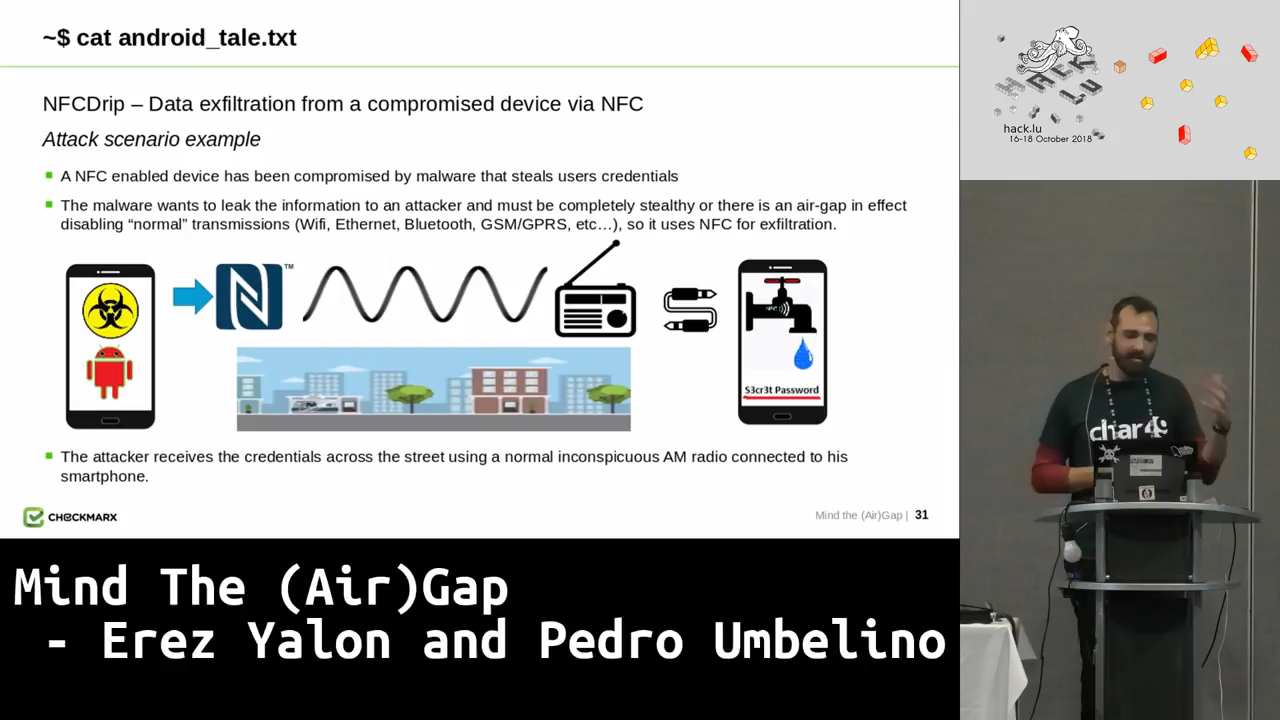 ~$ cat android_tale.txt
NFCDrip – Data exfiltration from a compromised device via NFC
Attack scenario example
A NFC enabled device has been compromised by malware that steals users credentials
The malware wants to leak the information to an attacker and must be completely stealthy or there is an air-gap in effect
disabling “normal” transmissions (Wifi, Ethernet, Bluetooth, GSM/GPRS, etc…), so it uses NFC for exfiltration.
TM
S3cr3t Password
The attacker receives the credentials across the street using a normal inconspicuous AM radio connected to his
smartphone.
CHECKMARX
Mind the (Air)Gap | 31
HACK
LU
hack.lu
16-18 October 2018
char49
Mind The (Air)Gap
- Erez Yalon and Pedro Umbelino